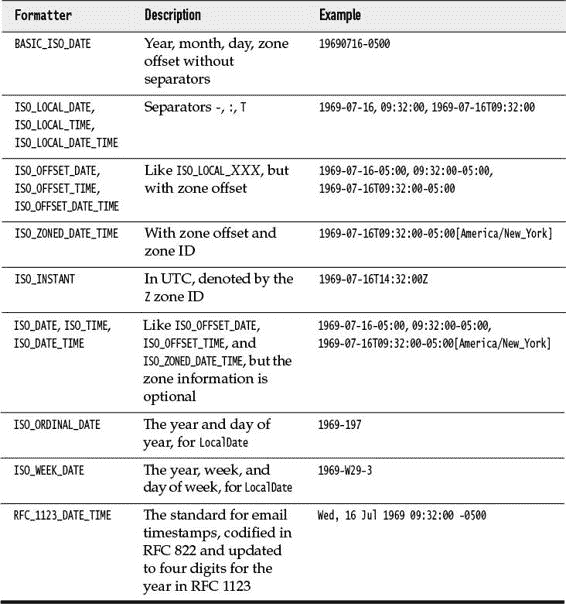 Formatter Description Example
BASIC_ISO_DATE Year, month, day, zone 19690716-0500
offset without
separators
ISO_LOCAL_DATE, Separators -, :, T 1969-07-16, 09:32:00, 1969-07-16T09:32:00
ISO_LOCAL_TIME,
ISO_LOCAL_DATE_TIME
ISO_OFFSET_DATE, Like ISO_LOCAL_XXX, but 1969-07-16-05:00, 09:32:00-05:00,
ISO_OFFSET_TIME, with zone offset 1969-07-16T09:32:00-05:00
ISO_OFFSET_DATE_TIME
ISO_ZONED_DATE_TIME With zone offset and 1969-07-16T09:32:00-05:00[America/New_York]
zone ID
ISO_INSTANT In UTC, denoted by the 1969-07-16T14:32:00Z
Z zone ID
ISO_DATE, ISO_TIME, Like ISO_OFFSET_DATE, 1969-07-16-05:00, 09:32:00-05:00,
ISO_DATE_TIME ISO_OFFSET_TIME, and 1969-07-16T09:32:00-05:00[America/New_York]
ISO_ZONED_DATE_TIME, but the
zone information is
optional
ISO_ORDINAL_DATE The year and day of 1969-197
year, for LocalDate
ISO_WEEK_DATE The year, week, and 1969-W29-3
day of week, for LocalDate
RFC_1123_DATE_TIME The standard for email Wed, 16 Jul 1969 09:32:00 -0500
timestamps, codified in
RFC 822 and updated
to four digits for the
year in RFC 1123